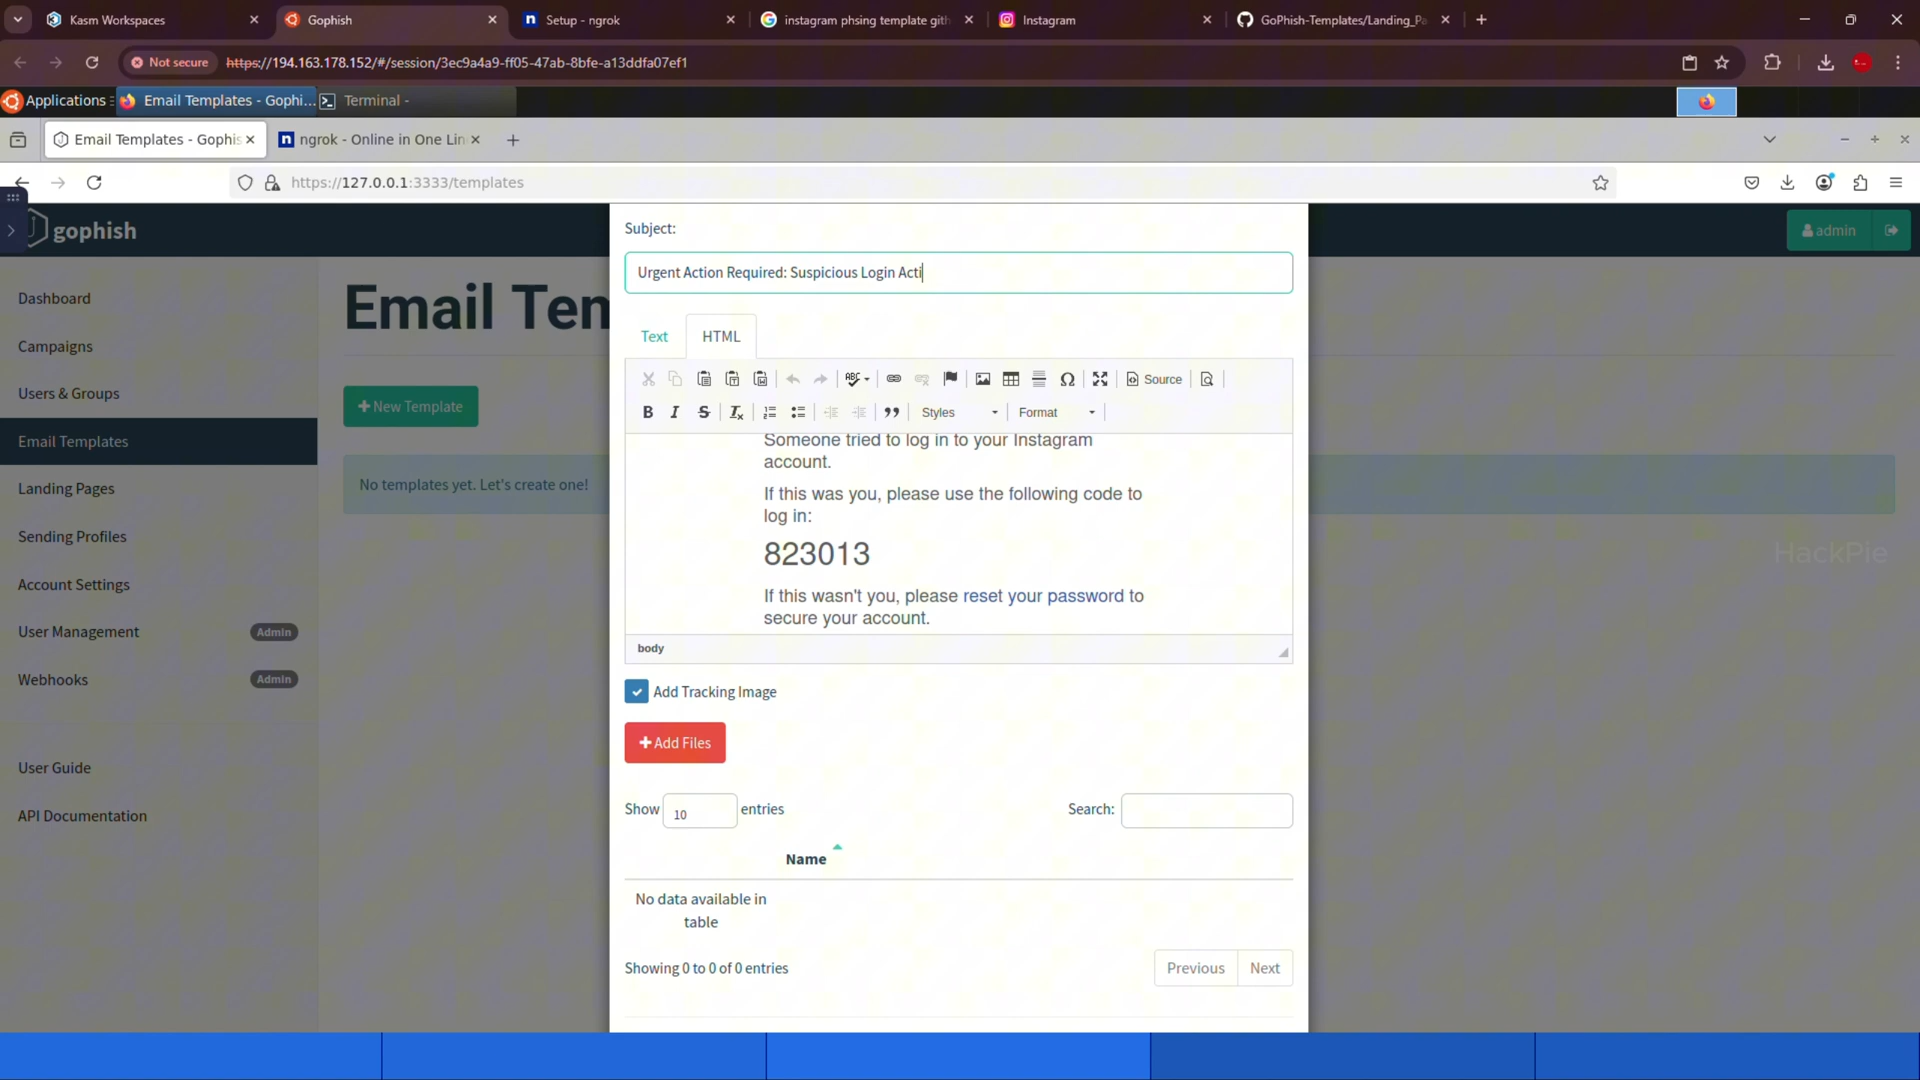 Kasm Workspaces
Gophish
Setup - ngrok
instagram phsing template gith
Instagram
GoPhish-Templates/Landing_Pa
Not secure
https://194.163.178.152/#/session/3ec9a4a9-ff05-47ab-8bfe-a13ddfa07ef1
Applications
Email Templates - Gophi...
Terminal -
Email Templates - Gophis
ngrok - Online in One Lin
https://127.0.0.1:3333/templates
gophish
admin
Dashboard
Campaigns
Users & Groups
Email Templates
Landing Pages
Sending Profiles
Account Settings
User Management
Admin
Webhooks
Admin
User Guide
API Documentation
Email Tem
New Template
No templates yet. Let's create one!
Subject:
Urgent Action Required: Suspicious Login Acti
Text
HTML
ABC
Source
B
I
S
Styles
Format
Someone tried to log in to your Instagram
account.
If this was you, please use the following code to
log in:
823013
If this wasn't you, please reset your password to
secure your account.
body
Add Tracking Image
Add Files
Show 10 entries
Search:
Name
No data available in
table
Showing 0 to 0 of 0 entries
Previous
Next
HackPie